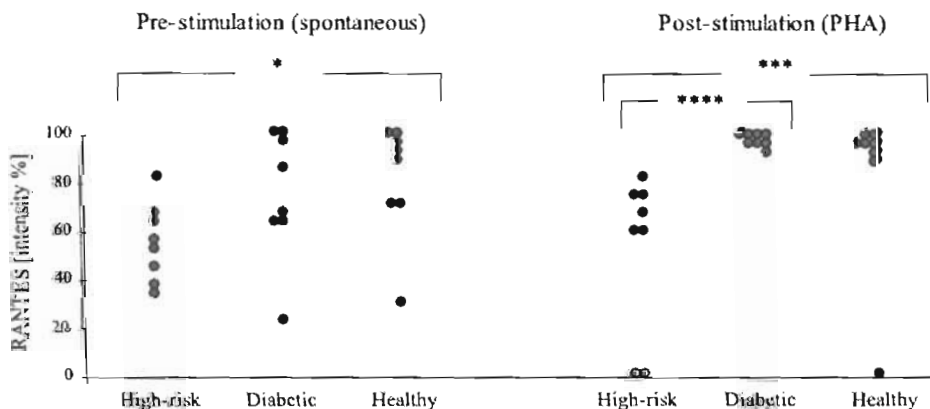 Pre-stimulation (spontaneous)
Post-stimulation (PHA)
*
***
****
RANTES [intensity %]
100
80
60
40
20
0
High-risk
Diabetic
Healthy
High-risk
Diabetic
Healthy